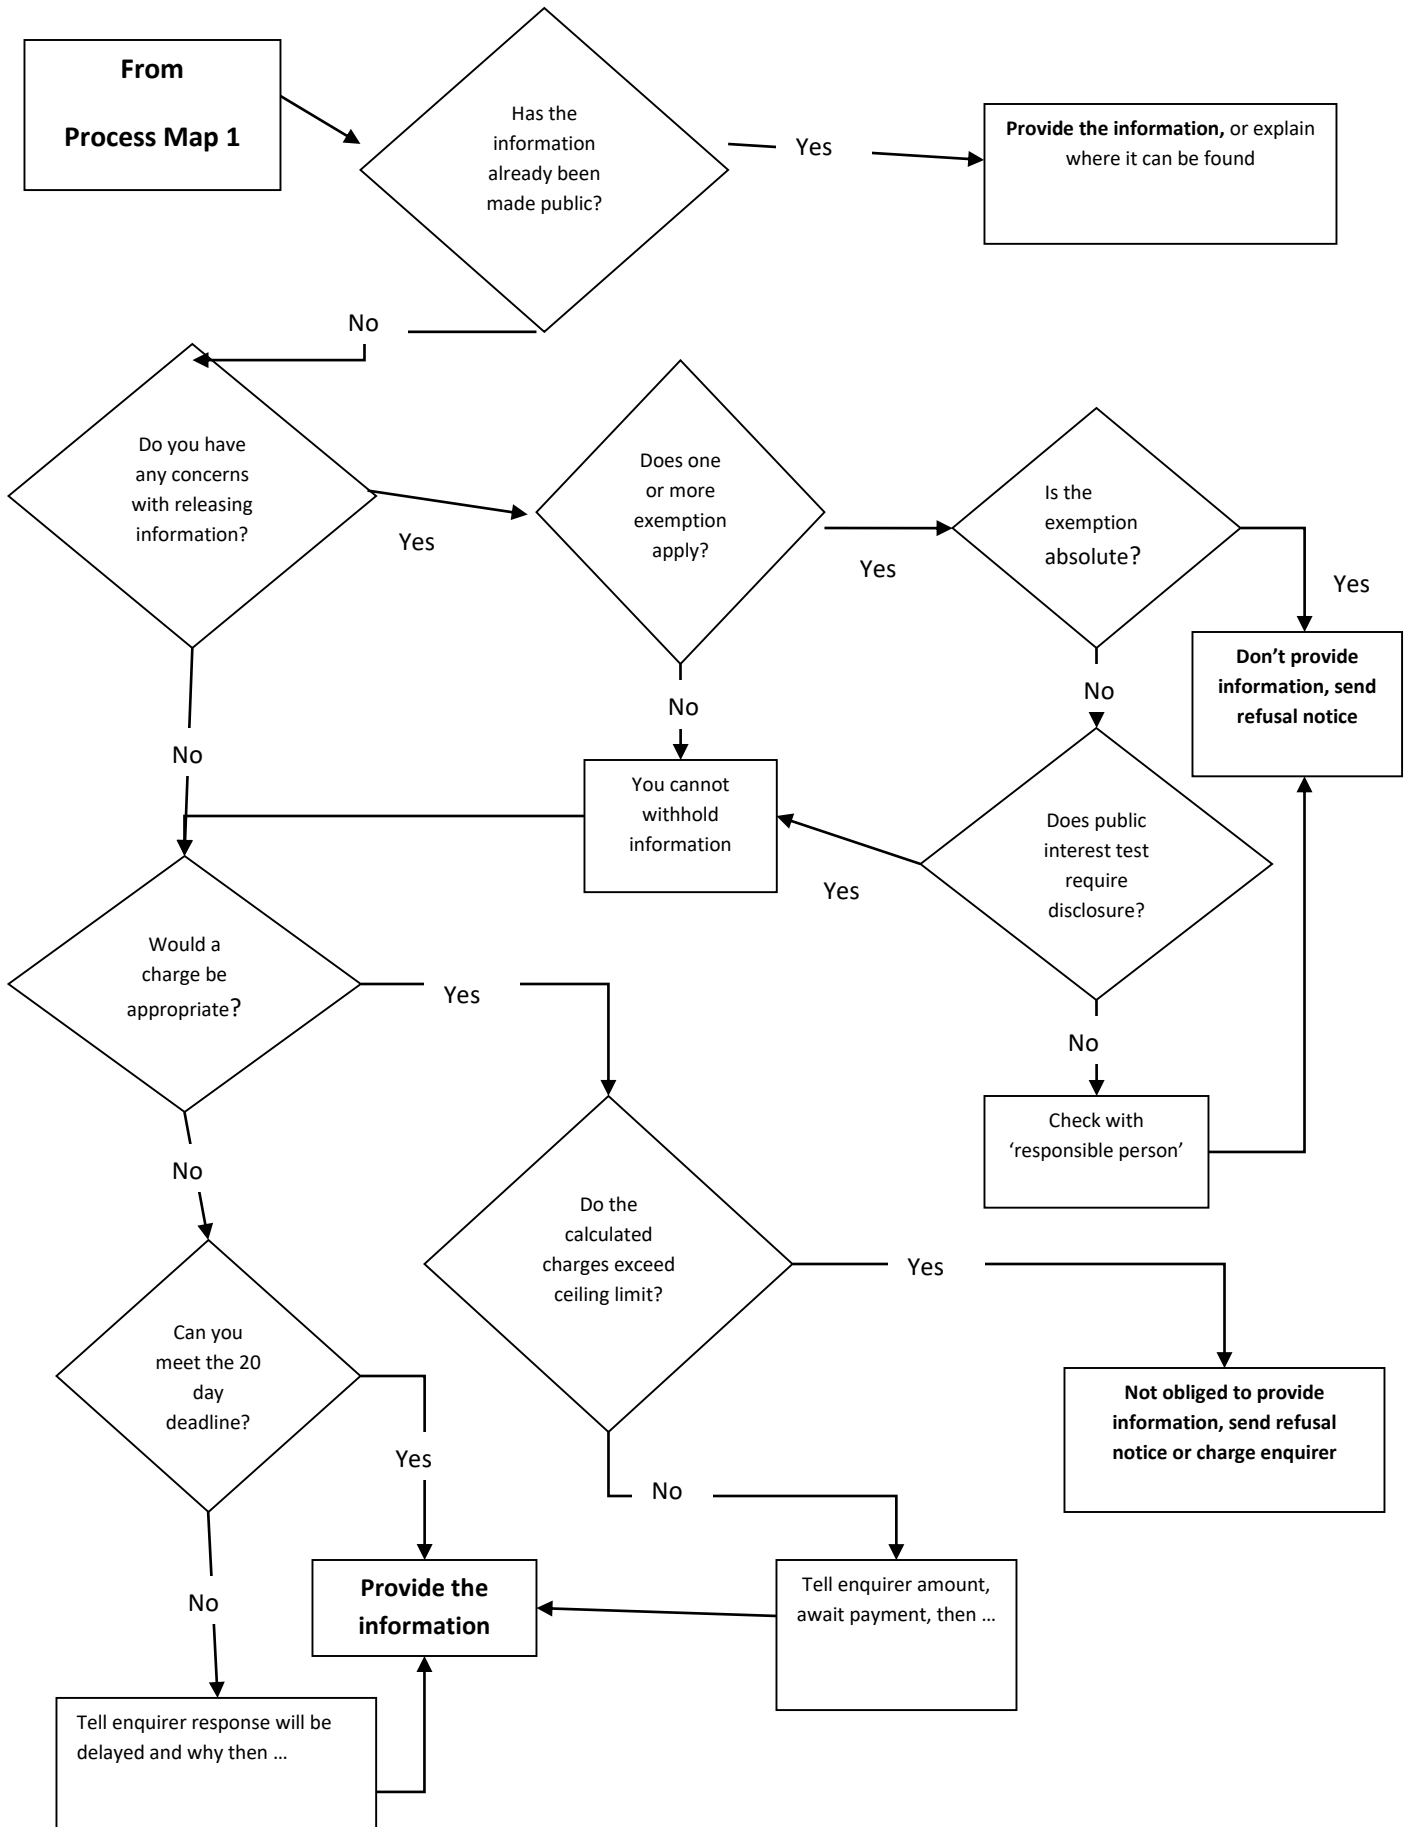 From
Process Map 1
Has the
information
already been
made public?
Yes
Provide the information, or explain
where it can be found
No
Do you have
any concerns
with releasing
information?
Yes
Does one
or more
exemption
apply?
Yes
Is the
exemption
absolute?
Yes
Don’t provide
information, send
refusal notice
No
No
No
You cannot
withhold
information
Does public
interest test
require
disclosure?
Yes
Would a
charge be
appropriate?
Yes
No
Check with
‘responsible person’
No
Do the
calculated
charges exceed
ceiling limit?
Yes
Can you
meet the 20
day
deadline?
Yes
Not obliged to provide
information, send refusal
notice or charge enquirer
No
No
Provide the
information
Tell enquirer amount,
await payment, then ...
Tell enquirer response will be
delayed and why then ...